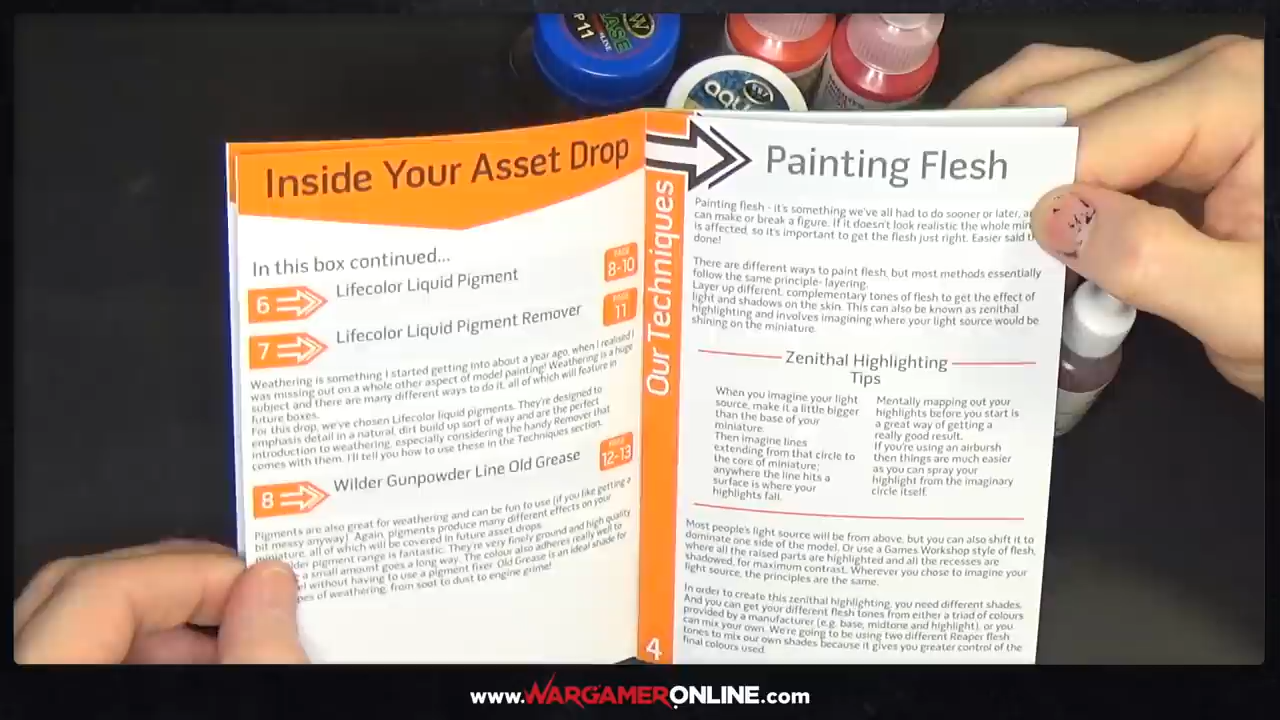 P 11
ASE
LINE
W
aqu
Inside Your Asset Drop
In this box continued...
6
Lifecolor Liquid Pigment
PAGE
8-10
7
Lifecolor Liquid Pigment Remover
PAGE
11
Weathering is something I started getting into about a year ago, when I realised I
was missing out on a whole other aspect of model painting! Weathering is a huge
subject and there are many different ways to do it, all of which will feature in
future boxes.
For this drop, we've chosen Lifecolor liquid pigments. They're designed to
emphasis detail in a natural, dirt build up sort of way and are the perfect
introduction to weathering, especially considering the handy Remover that
comes with them. I'll tell you how to use these in the Techniques section.
8
Wilder Gunpowder Line Old Grease
PAGE
12-13
Pigments are also great for weathering and can be fun to use (if you like getting a
bit messy anyway) Again, pigments produce many different effects on your
miniature, all of which will be covered in future asset drops.
pigment range is fantastic. They're very finely ground and high quality
a small amount goes a long way. The colour also adheres really well to
without having to use a pigment fixer Old Grease is an ideal shade for
of weathering, from soot to dust to engine grime!
Our Techniques
4
Painting Flesh
Painting flesh - it's something we've all had to do sooner or later,
can make or break a figure. If it doesn't look realistic the whole
is affected, so it's important to get the flesh just right. Easier said
done!
There are different ways to paint flesh, but most methods essentially
follow the same principle- layering.
Layer up different, complementary tones of flesh to get the effect of
light and shadows on the skin. This can also be known as zenithal
highlighting and involves imagining where your light source would be
shining on the miniature.
Zenithal Highlighting
Tips
When you imagine your light
source, make it a little bigger
than the base of your
miniature.
Then imagine lines
extending from that circle to
the core of miniature;
anywhere the line hits a
surface is where your
highlights fall.
Mentally mapping out your
highlights before you start is
a great way of getting a
really good result.
If you're using an airbursh
then things are much easier
as you can spray your
highlight from the imaginary
circle itself.
Most people's light source will be from above, but you can also shift it to
dominate one side of the model. Or use a Games Workshop style of flesh,
where all the raised parts are highlighted and all the recesses are
shadowed, for maximum contrast. Wherever you chose to imagine your
light source, the principles are the same.
In order to create this zenithal highlighting, you need different shades.
And you can get your different flesh tones from either a triad of colours
provided by a manufacturer (e.g. base, midtone and highlight), or you
can mix your own. We're going to be using two different Reaper flesh
tones to mix our own shades because it gives you greater control of the
final colours used.
www.WARGAMERONLINE.com